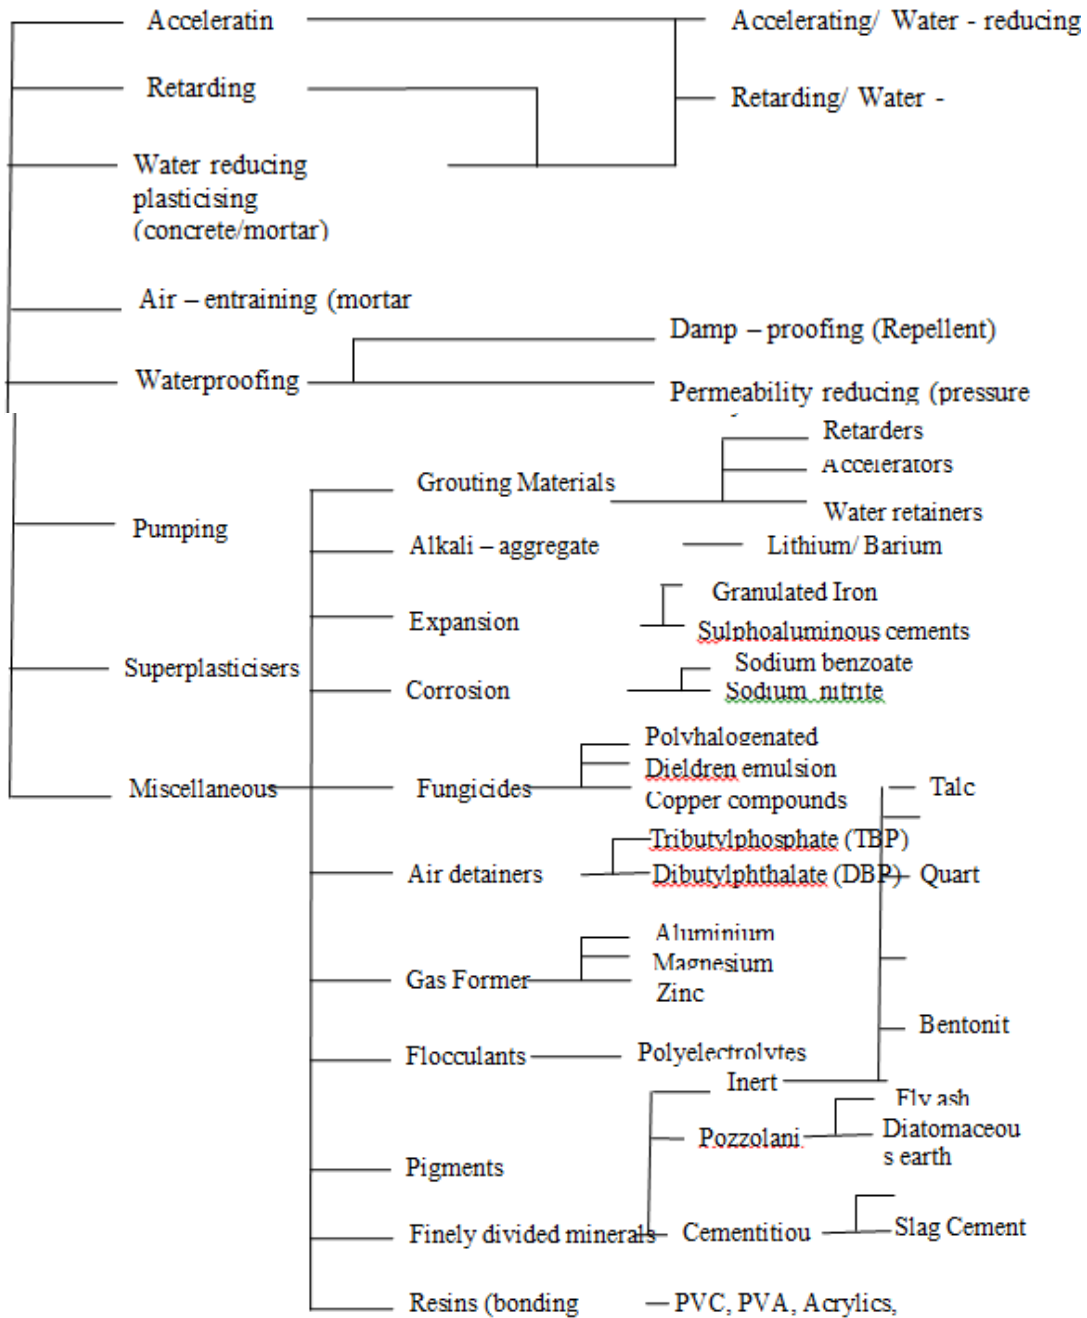 Acceleratin
Accelerating/ Water - reducing
Retarding
Retarding/ Water -
Water reducing
plasticising
(concrete/mortar)
Air – entraining (mortar
Damp – proofing (Repellent)
Waterproofing
Permeability reducing (pressure
Retarders
Accelerators
Grouting Materials
Water retainers
Pumping
Alkali – aggregate
Lithium/ Barium
Granulated Iron
Expansion
Sulphoaluminous cements
Superplasticisers
Sodium benzoate
Corrosion
Sodium nitrite
Polyhalogenated
Dieldren emulsion
Miscellaneous
Fungicides
Copper compounds
Talc
Tributylphosphate (TBP)
Air detainers
Dibutylphthalate (DBP)
Quart
Aluminium
Magnesium
Gas Former
Zinc
Bentonit
Flocculants
Polyelectrolytes
Inert
Fly ash
Pozzolani
Diatomaceou
s earth
Pigments
Finely divided minerals
Cementitiou
Slag Cement
Resins (bonding
PVC, PVA, Acrylics,